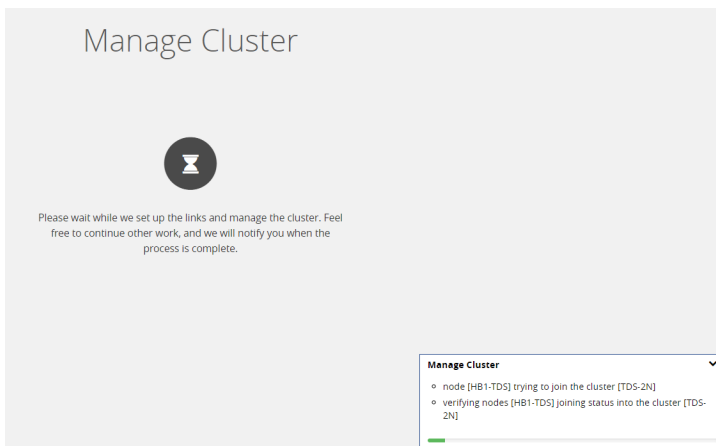 Manage Cluster
Please wait while we set up the links and manage the cluster. Feel
free to continue other work, and we will notify you when the
process is complete.
Manage Cluster
node [HB1-TDS] trying to join the cluster [TDS-2N]
verifying nodes [HB1-TDS] joining status into the cluster [TDS-
2N]